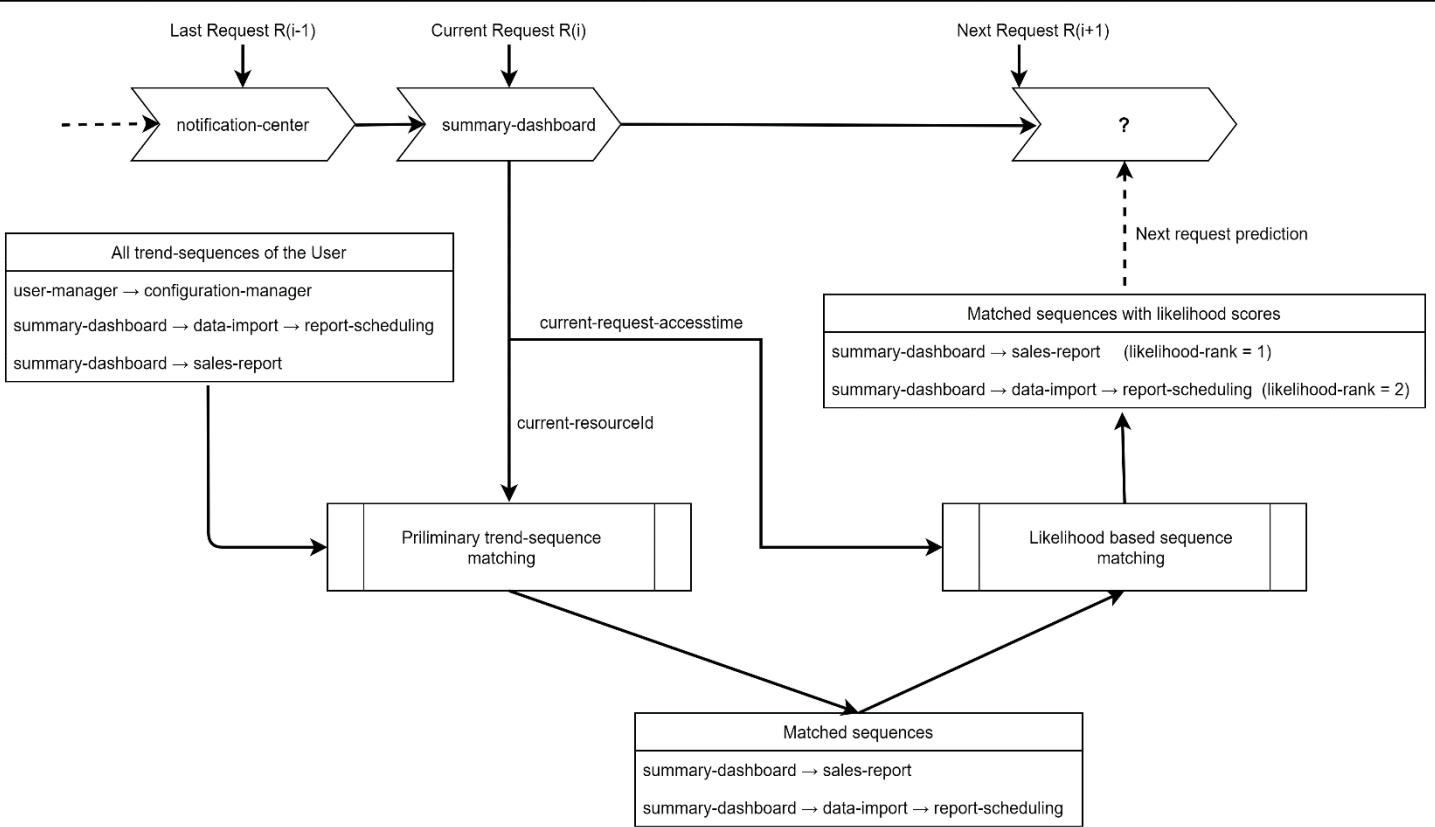 Last Request R(i-1)
Current Request R(i)
Next Request R(i+1)
notification-center
summary-dashboard
?
All trend-sequences of the User
user-manager → configuration-manager
summary-dashboard → data-import → report-scheduling
summary-dashboard → sales-report
Next request prediction
current-request-accesstime
Matched sequences with likelihood scores
summary-dashboard → sales-report (likelihood-rank = 1)
summary-dashboard → data-import → report-scheduling (likelihood-rank = 2)
current-resourceId
Priliminary trend-sequence
matching
Likelihood based sequence
matching
Matched sequences
summary-dashboard → sales-report
summary-dashboard → data-import → report-scheduling